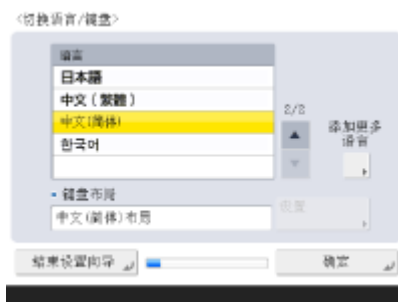 <切换语言/键盘>
语言
日本語
中文 ( 繁體 )
中文(简体)
한국어
2/2
添加更多
语言
键盘布局
中文(简体)布局
设置
结束设置向导
确定